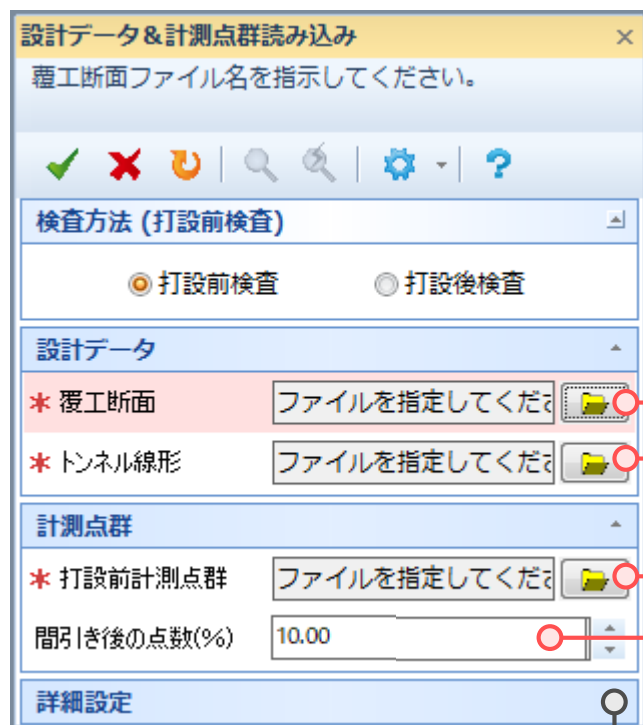 設計データ&計測点群読み込み
覆工断面ファイル名を指示してください。
検査方法 (打設前検査)
打設前検査 打設後検査
設計データ
* 覆工断面 ファイルを指定してくださ
* トンネル線形 ファイルを指定してくださ
計測点群
* 打設前計測点群 ファイルを指定してくださ
間引き後の点数(%) 10.00
詳細設定